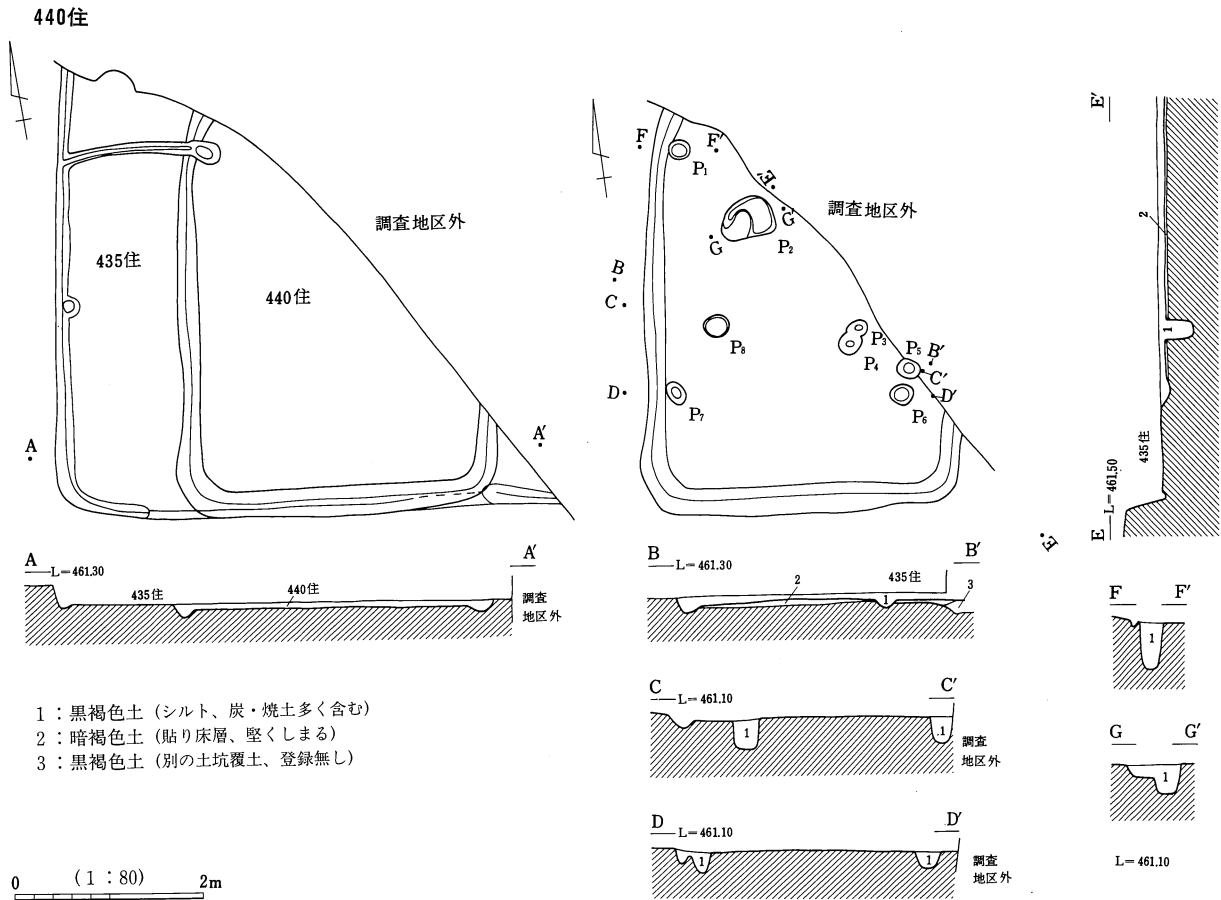 440住
調査地区外
435住
440住
A
A′
F
F′
P1
E′
G′
調査地区外
G
P2
B
C
P8
P3
P4
P5
B′
C′
D
D′
P7
P6
E
E′
2
1
435住
L=461.50
E
A
L=461.30
A′
435住
440住
調査
地区外
B
L=461.30
B′
435住
2
3
1
C
L=461.10
C′
1
1
調査
地区外
D
L=461.10
D′
1
1
調査
地区外
F
F′
1
G
G′
1
L=461.10
1：黒褐色土（シルト、炭・焼土多く含む）
2：暗褐色土（貼り床層、堅くしまる）
3：黒褐色土（別の土坑覆土、登録無し）
0 （1：80） 2m